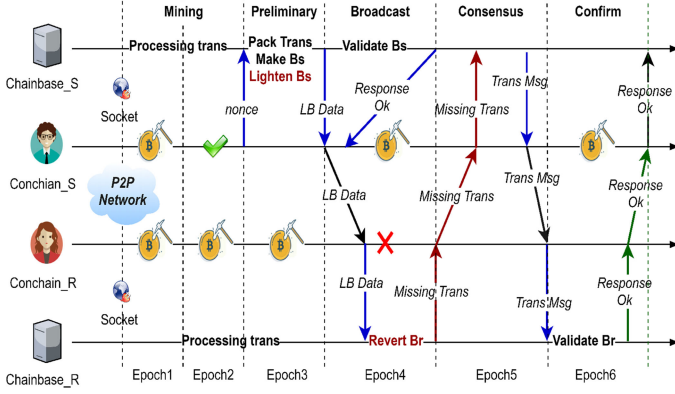 Mining Preliminary Broadcast Consensus Confirm
Processing trans
Pack Trans
Make Bs
Lighten Bs
Validate Bs
Chainbase_S
Socket
nonce
LB Data
Response
Ok
Missing Trans
Trans Msg
Response
Ok
Conchian_S
P2P
Network
LB Data
Missing Trans
Trans Msg
Response
Ok
Conchain_R
Socket
LB Data
Missing Trans
Trans Msg
Response
Ok
Processing trans
Revert Br
Validate Br
Chainbase_R
Epoch1 Epoch2 Epoch3 Epoch4 Epoch5 Epoch6